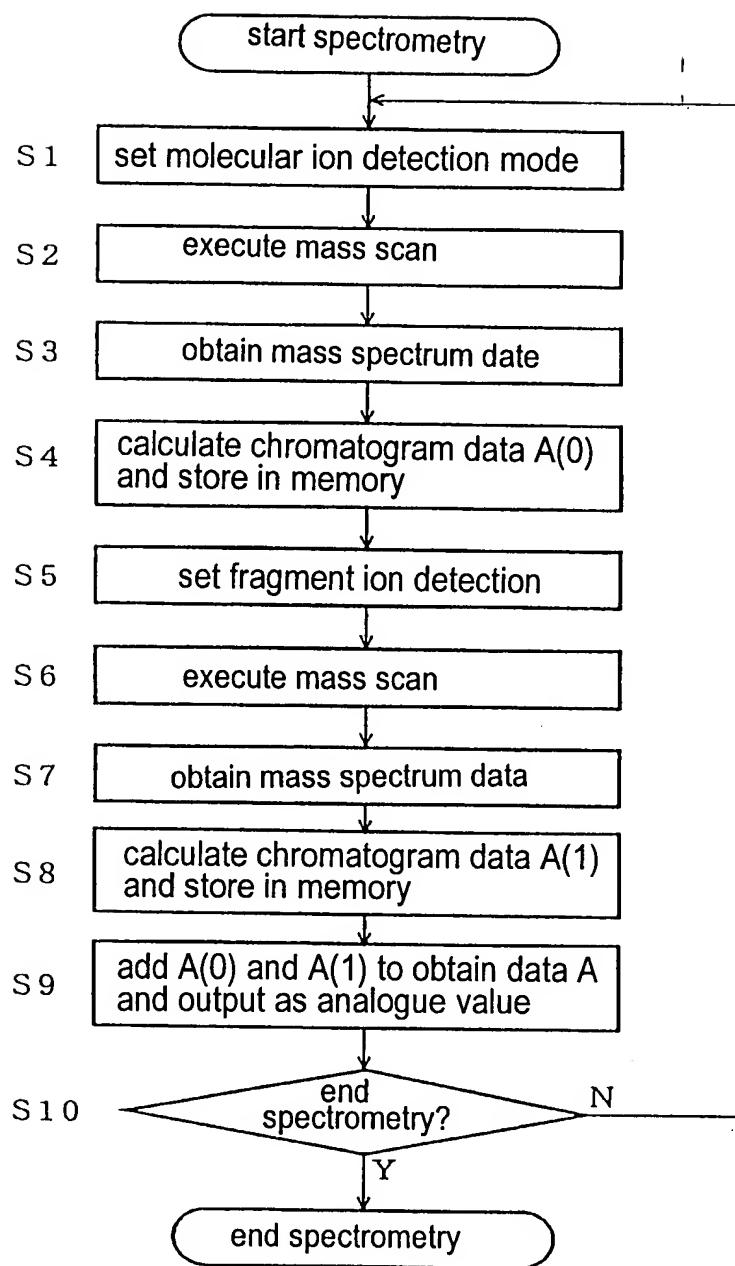 start spectrometry
S1 set molecular ion detection mode
S2 execute mass scan
S3 obtain mass spectrum date
S4 calculate chromatogram data A(0)
and store in memory
S5 set fragment ion detection
S6 execute mass scan
S7 obtain mass spectrum data
S8 calculate chromatogram data A(1)
and store in memory
S9 add A(0) and A(1) to obtain data A
and output as analogue value
S10 end
spectrometry?
N
Y
end spectrometry